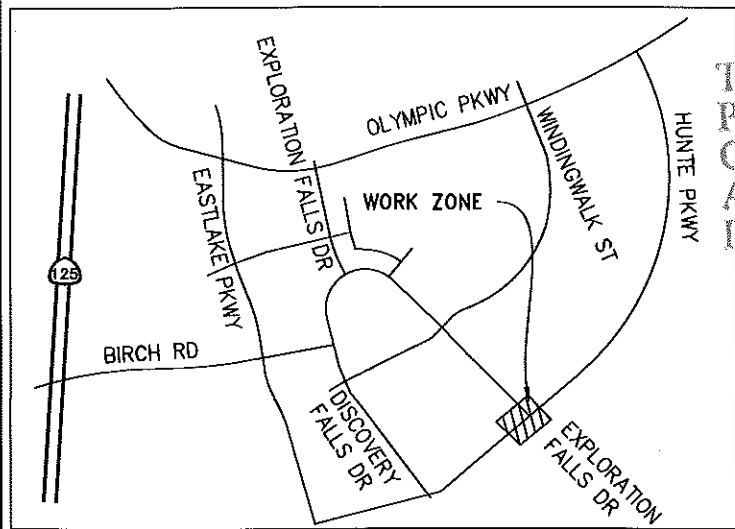 EXPLORATION
FALLS DR
OLYMPIC PKWY
WINDINGWALK ST
HUNTE PKWY
EASTLAKE PKWY
WORK ZONE
125
BIRCH RD
DISCOVERY
FALLS DR
EXPLORATION
FALLS DR